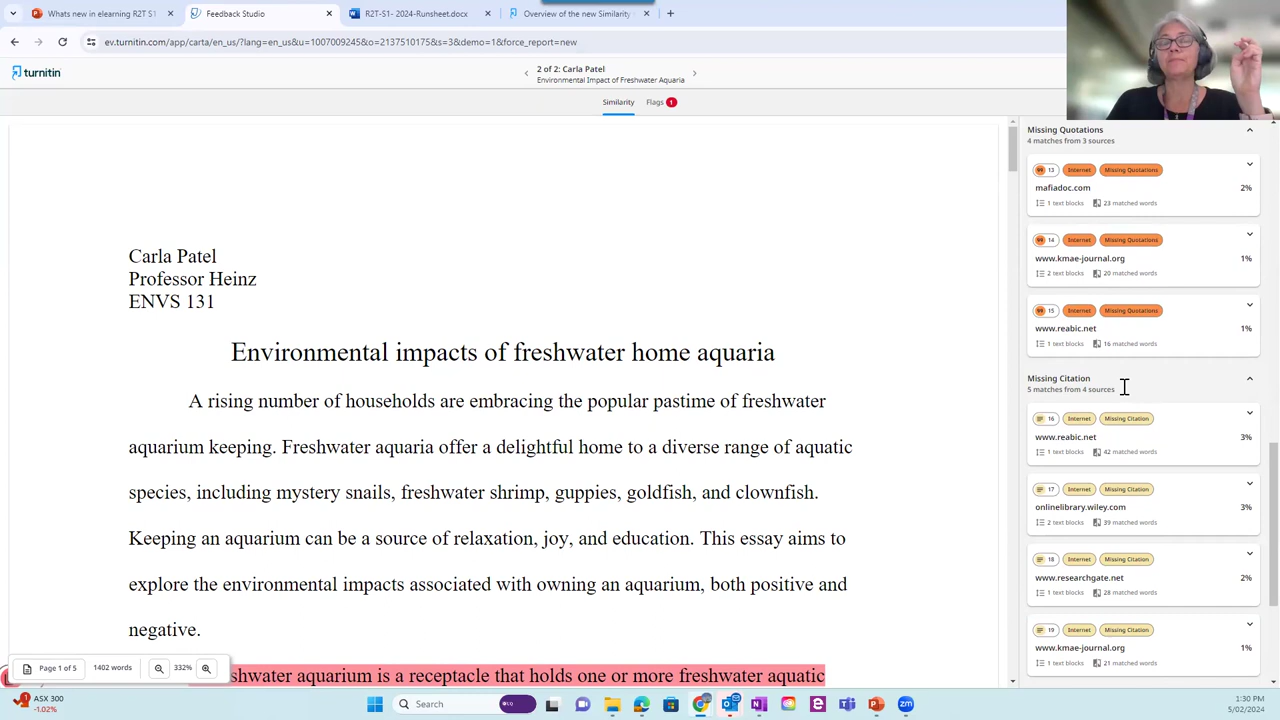 What's new in elearning R2T S1
Feedback Studio
R2T-S1- 2024-Runsheet.docx
Overview of the new Similarity
ev.turnitin.com/app/carta/en_us/?lang=en_us&u=1007009245&o=2137510175&s=3&demo=1&force_report=new
turnitin
2 of 2: Carla Patel
Environmental Impact of Freshwater Aquaria
Similarity
Flags 1
Carla Patel
Professor Heinz
ENVS 131
Environmental impacts of freshwater home aquaria
A rising number of households are embracing the popular pastime of freshwater
aquarium keeping. Freshwater aquaria offer a delightful home to a diverse range of aquatic
species, including mystery snails, freshwater shrimp, guppies, goldfish, and clownfish.
Keeping an aquarium can be a source of relaxation, joy, and education. This essay aims to
explore the environmental impacts associated with owning an aquarium, both positive and
negative.
shwater aquarium is a receptacle that holds one or more freshwater aquatic
Page 1 of 5
1402 words
332%
Missing Quotations
4 matches from 3 sources
13 Internet Missing Quotations
mafiadoc.com 2%
1 text blocks 23 matched words
14 Internet Missing Quotations
www.kmae-journal.org 1%
2 text blocks 20 matched words
15 Internet Missing Quotations
www.reabic.net 1%
1 text blocks 16 matched words
Missing Citation
5 matches from 4 sources
16 Internet Missing Citation
www.reabic.net 3%
1 text blocks 42 matched words
17 Internet Missing Citation
onlinelibrary.wiley.com 3%
2 text blocks 39 matched words
18 Internet Missing Citation
www.researchgate.net 2%
1 text blocks 28 matched words
19 Internet Missing Citation
www.kmae-journal.org 1%
1 text blocks 21 matched words
ASX 300
-1.02%
Search
1:30 PM
5/02/2024